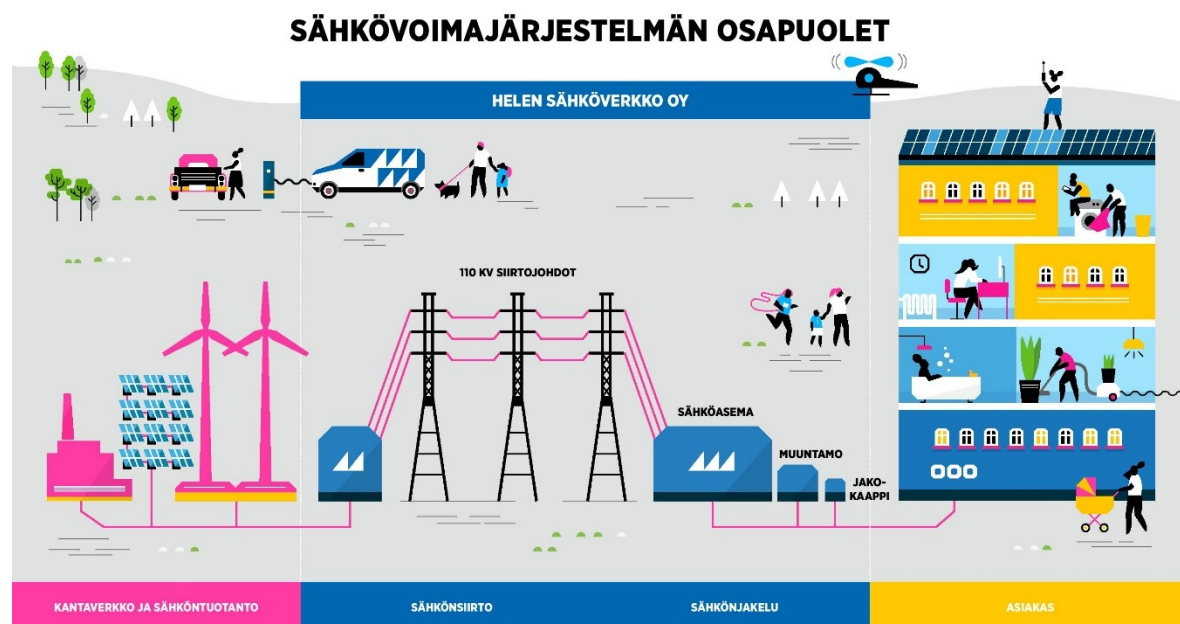 SÄHKÖVOIMAJÄRJESTELMÄN OSAPUOLET
HELEN SÄHKÖVERKKO OY
110 KV SIIRTOJOHDOT
SÄHKÖASEMA
MUUNTAMO
JAKO-
KAAPPI
KANTAVERKKO JA SÄHKÖNTUOTANTO
SÄHKÖNSIIRTO
SÄHKÖNJAKELU
ASIAKAS